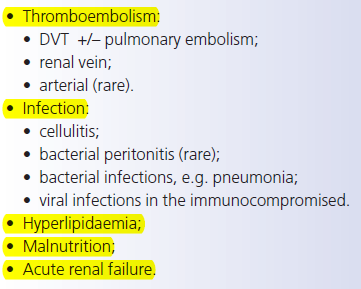 • Thromboembolism:
• DVT +/– pulmonary embolism;
• renal vein;
• arterial (rare).
• Infection:
• cellulitis;
• bacterial peritonitis (rare);
• bacterial infections, e.g. pneumonia;
• viral infections in the immunocompromised.
• Hyperlipidaemia;
• Malnutrition;
• Acute renal failure.